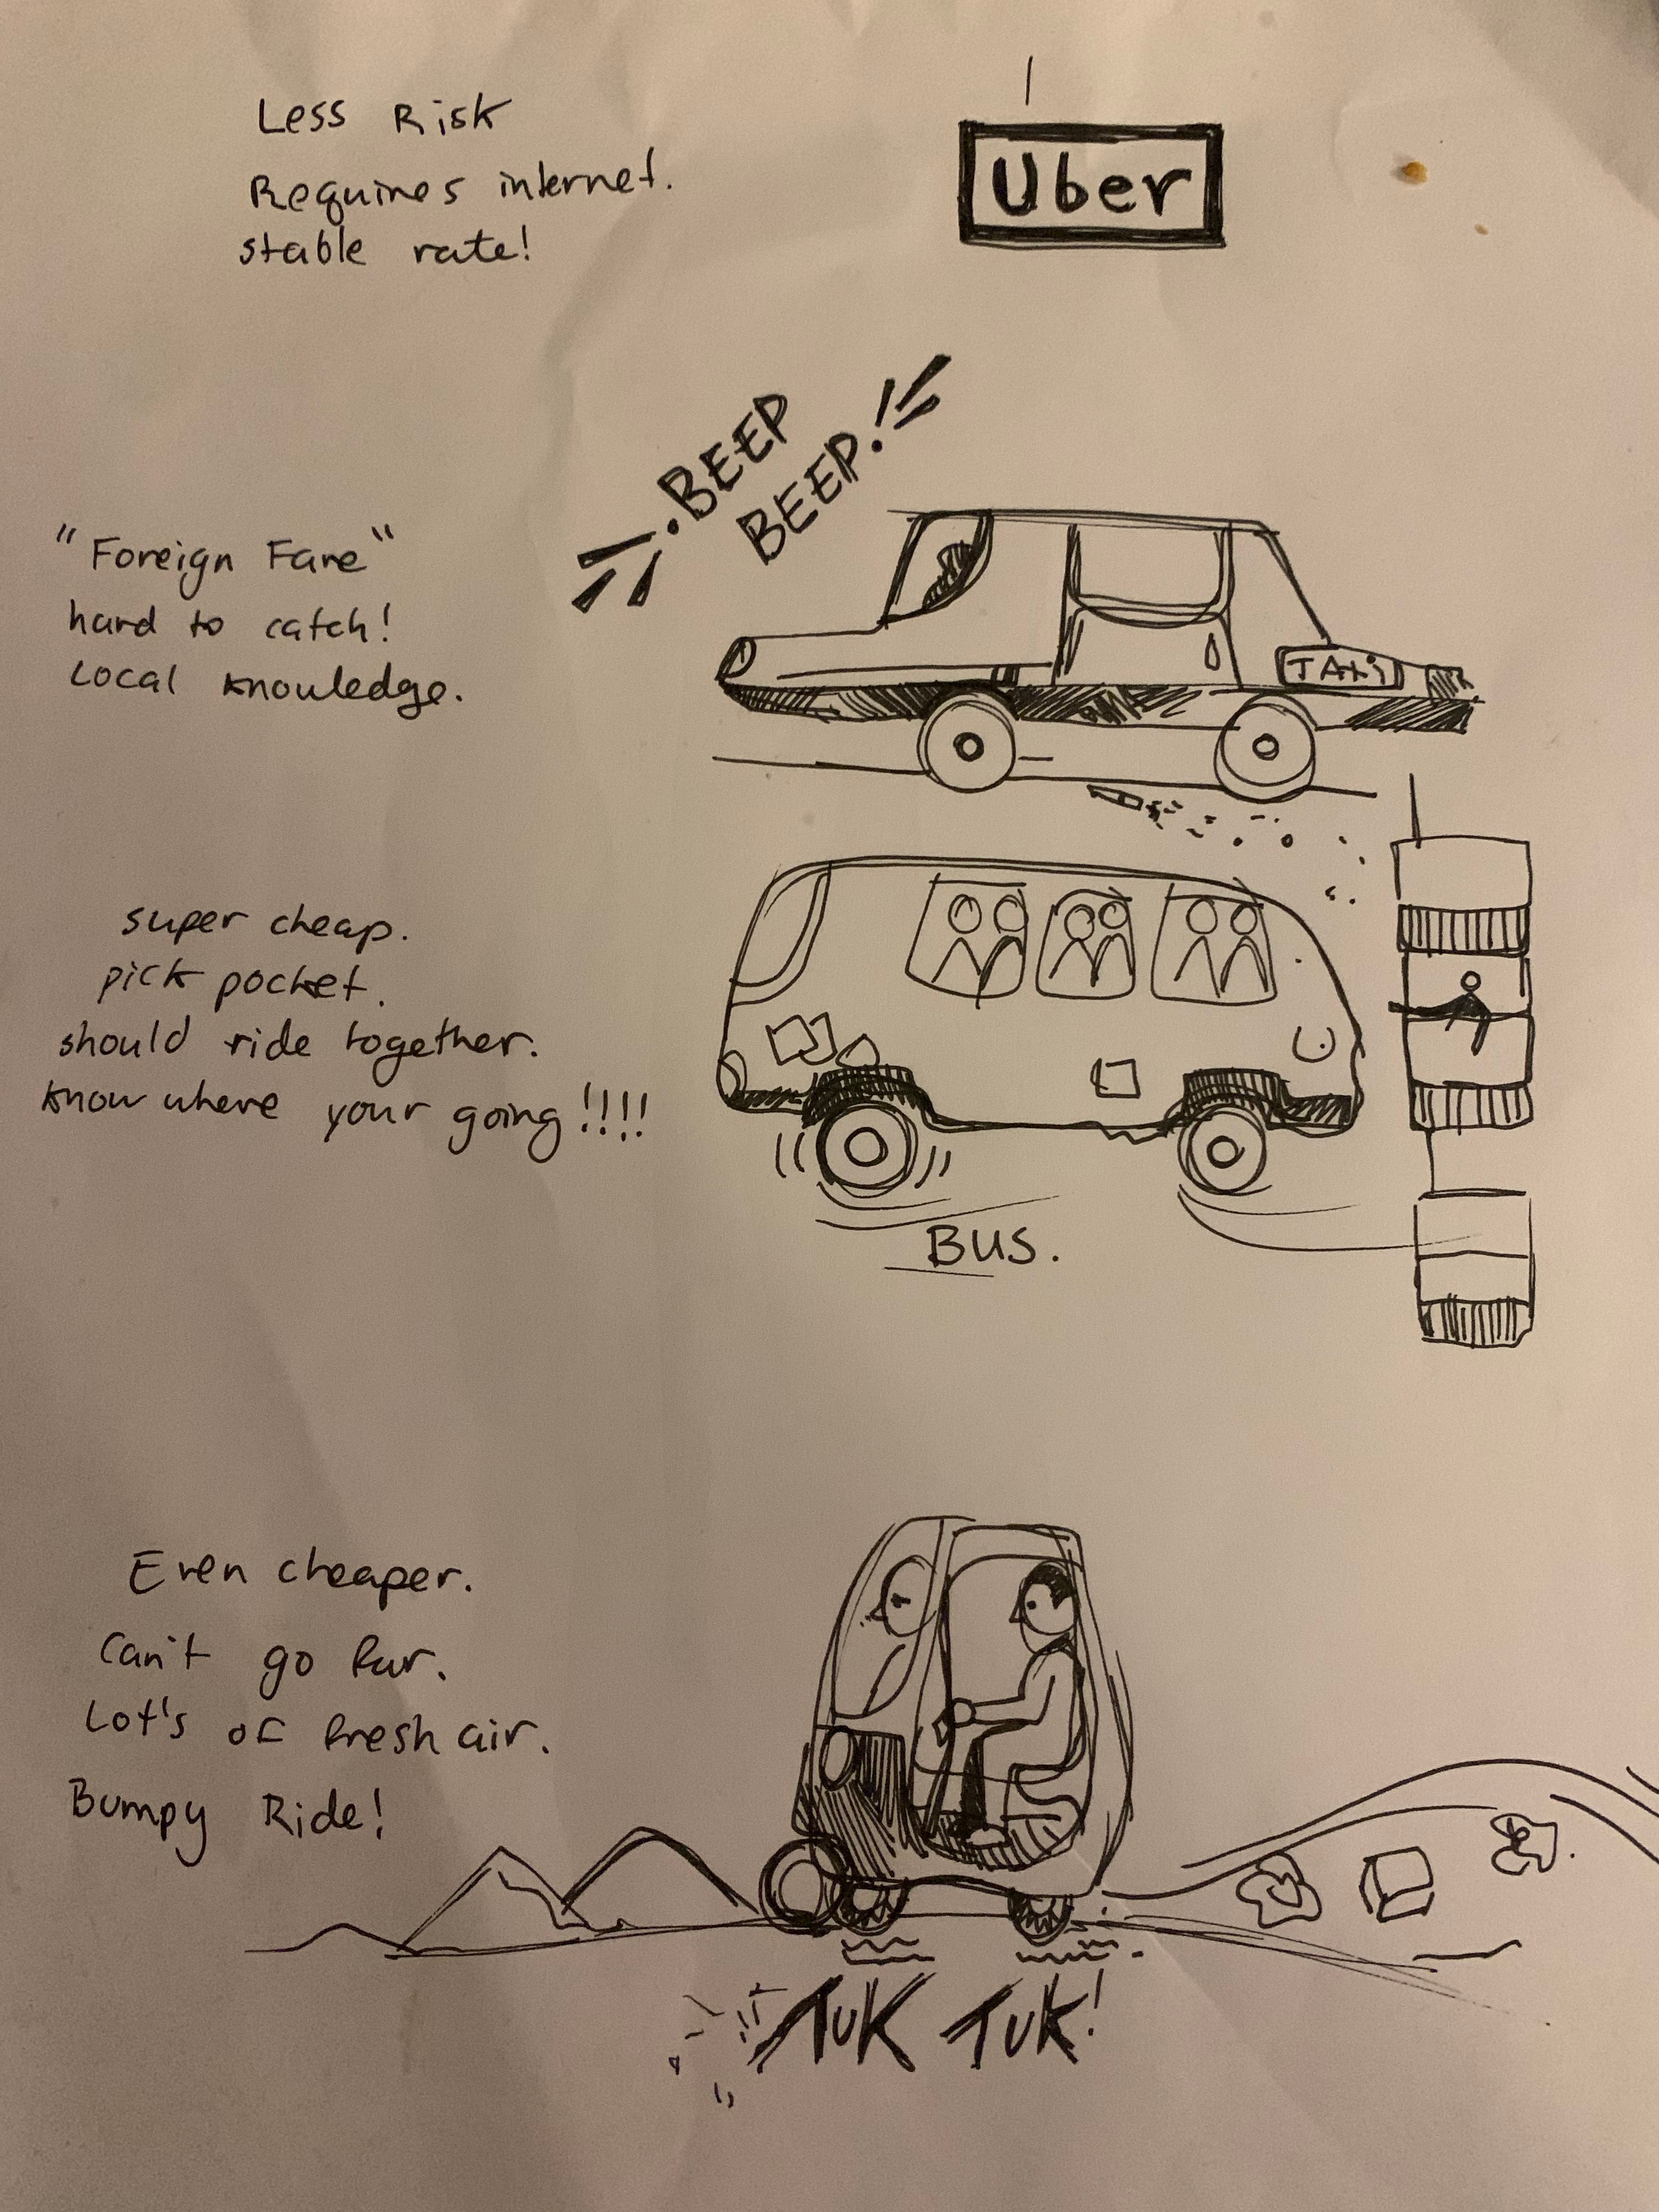 Less Risk
Requires internet.
stable rate!
Uber
BEEP
BEEP!
"Foreign Fare"
hard to catch!
Local knowledge.
TAXi
super cheap.
pick pocket.
should ride together.
know where your going!!!!
BUS.
Even cheaper.
Can't go far.
Lot's of fresh air.
Bumpy Ride!
TUK TUK!